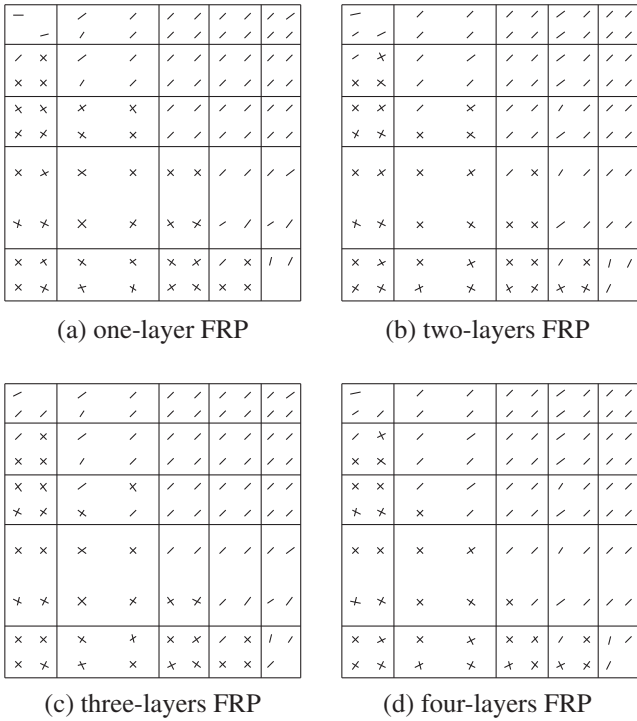 (a) one-layer FRP
(b) two-layers FRP
(c) three-layers FRP
(d) four-layers FRP